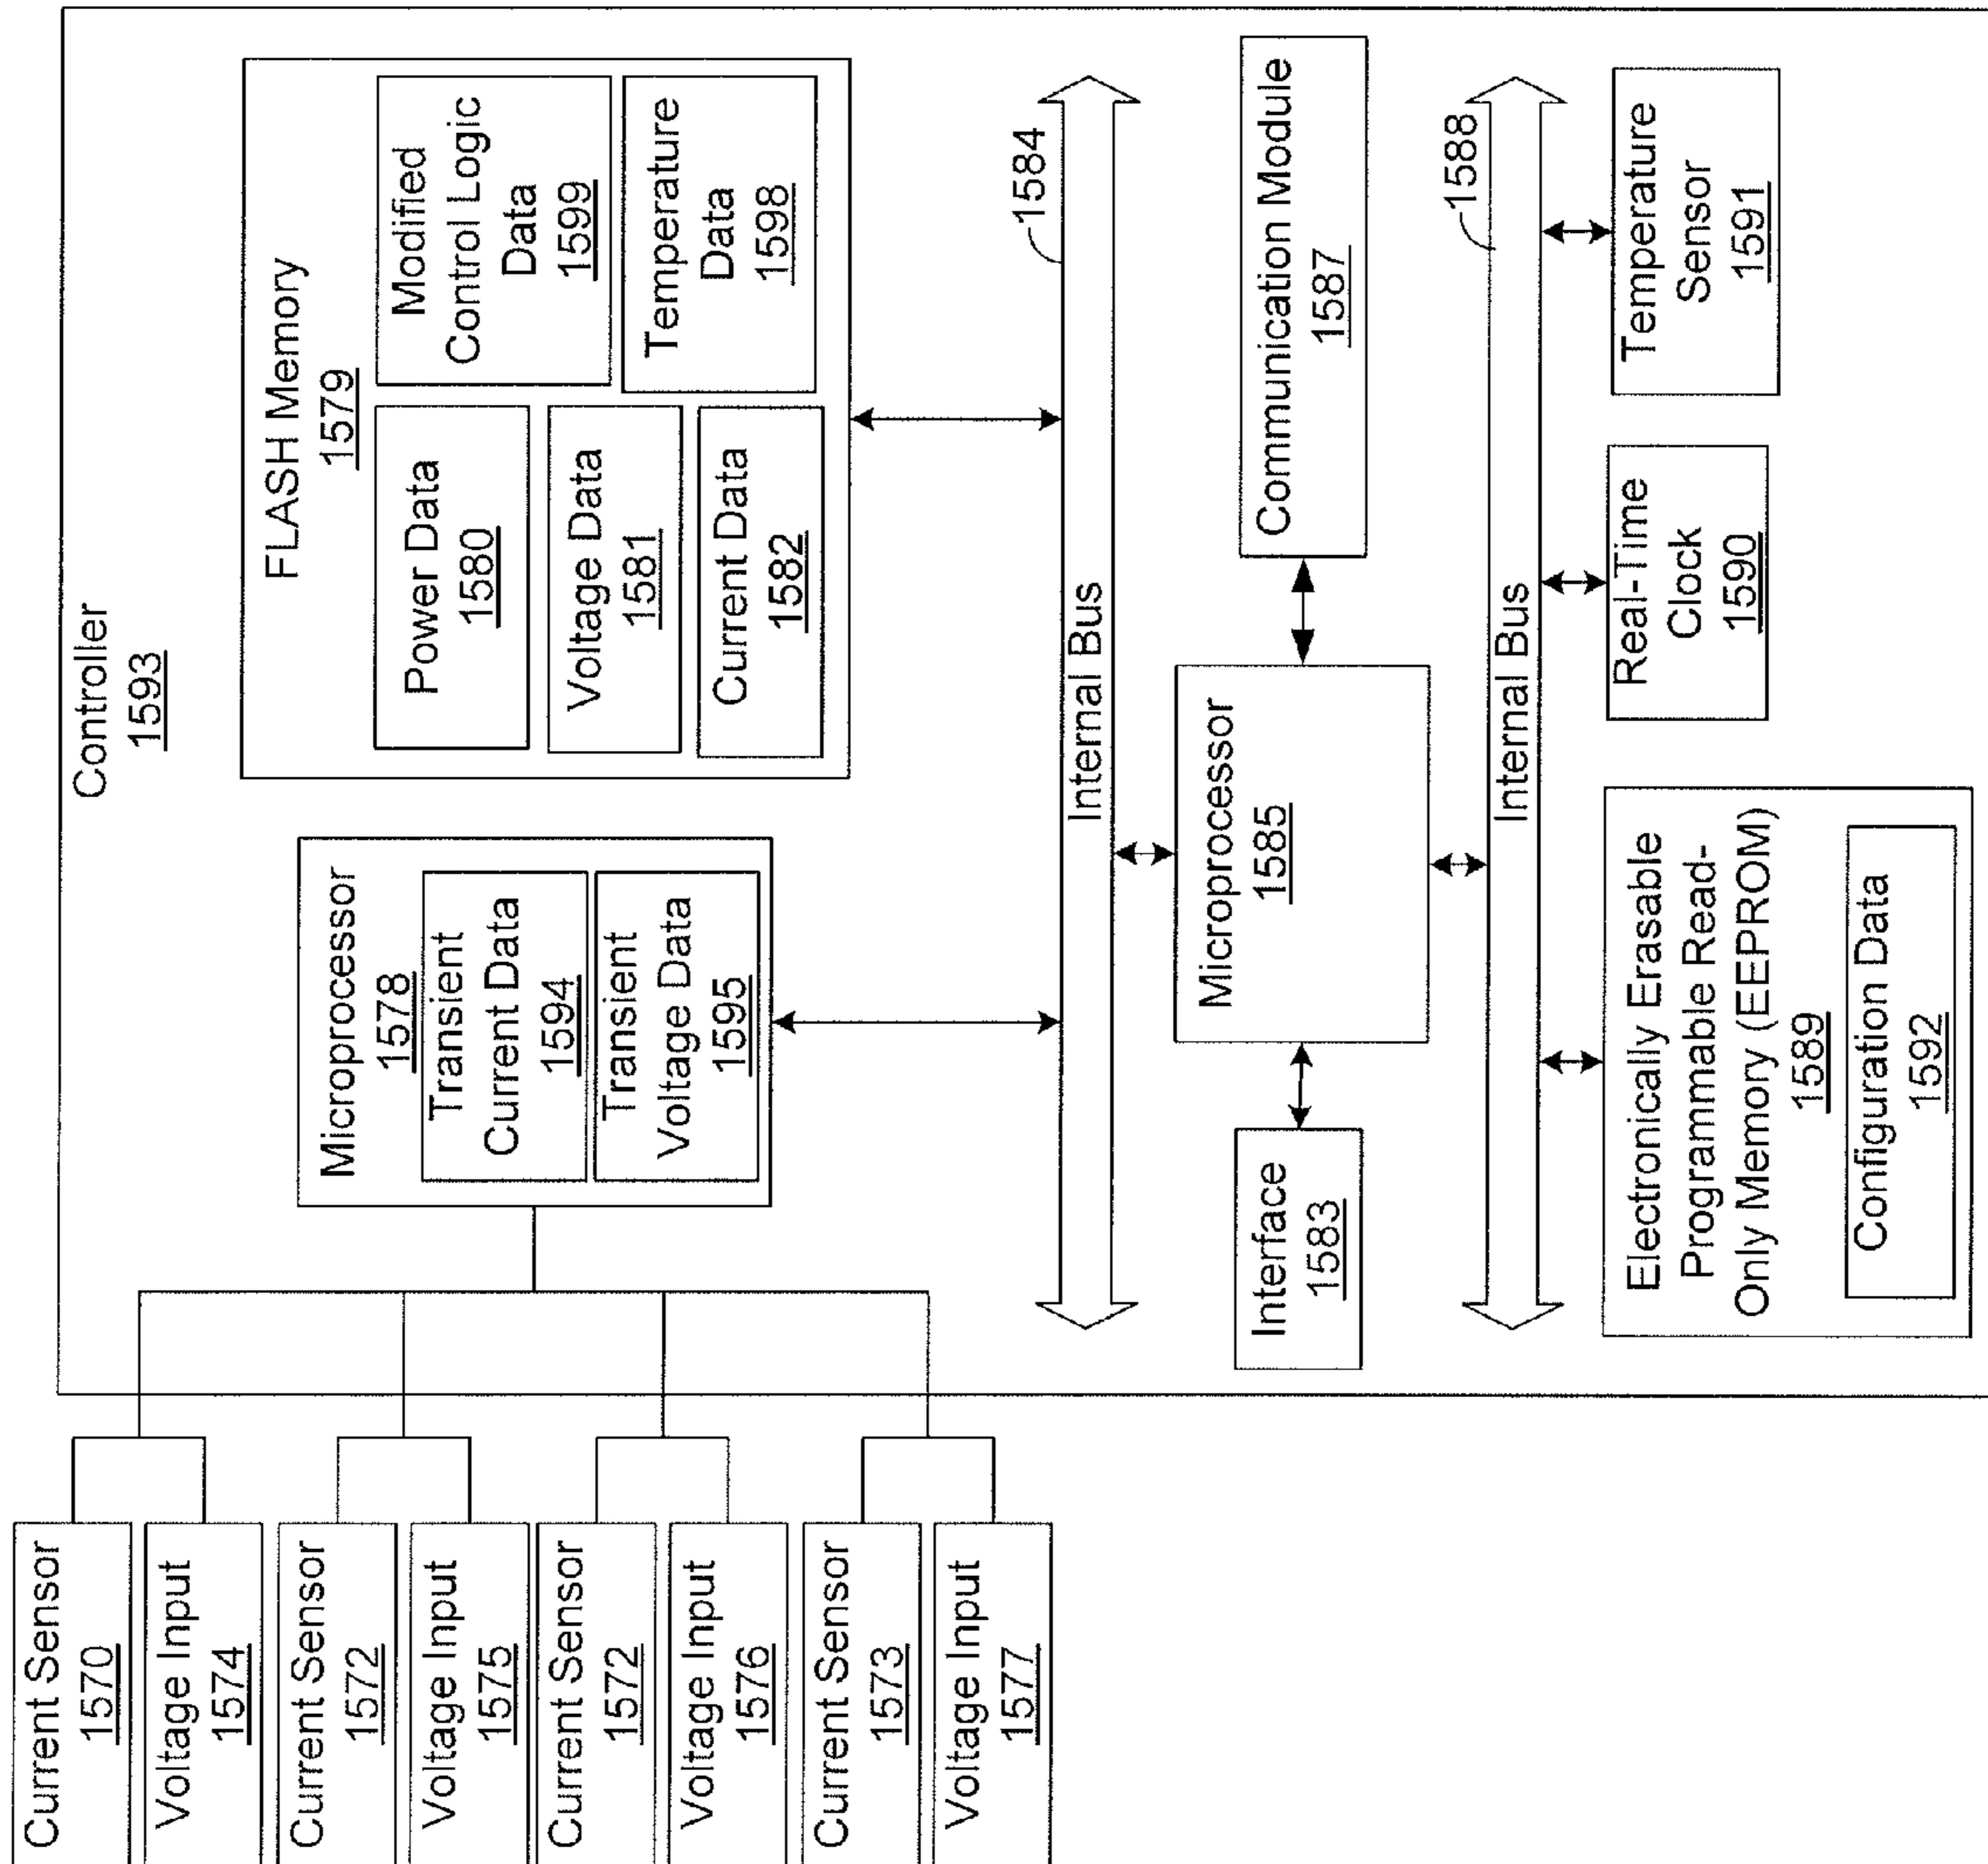 Controller
1593
Current Sensor
1570
Voltage Input
1574
Current Sensor
1572
Voltage Input
1575
Current Sensor
1572
Voltage Input
1576
Current Sensor
1573
Voltage Input
1577
Microprocessor
1578
Transient
Current Data
1594
Transient
Voltage Data
1595
FLASH Memory
1579
Power Data
1580
Voltage Data
1581
Current Data
1582
Modified
Control Logic
Data
1599
Temperature
Data
1598
Internal Bus
1584
Interface
1583
Microprocessor
1585
Communication Module
1587
Internal Bus
1588
Electronically Erasable
Programmable Read-
Only Memory (EEPROM)
1589
Configuration Data
1592
Real-Time
Clock
1590
Temperature
Sensor
1591